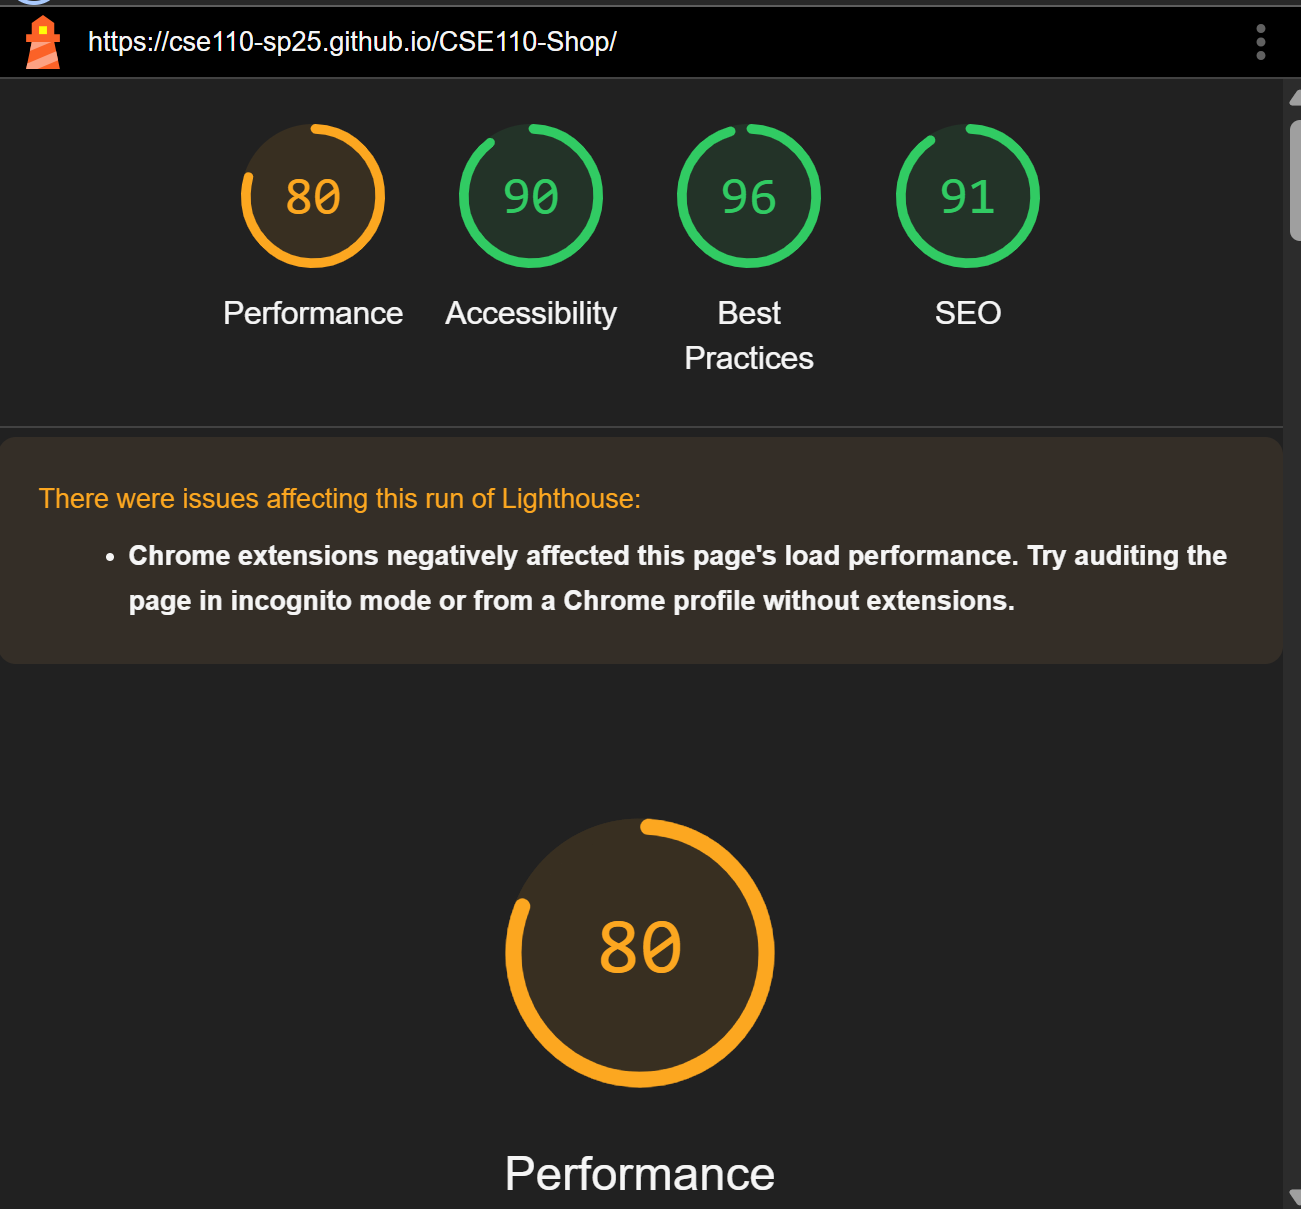 https://cse110-sp25.github.io/CSE110-Shop/
80
90
96
91
Performance
Accessibility
Best
Practices
SEO
There were issues affecting this run of Lighthouse:
• Chrome extensions negatively affected this page's load performance. Try auditing the
page in incognito mode or from a Chrome profile without extensions.
80
Performance